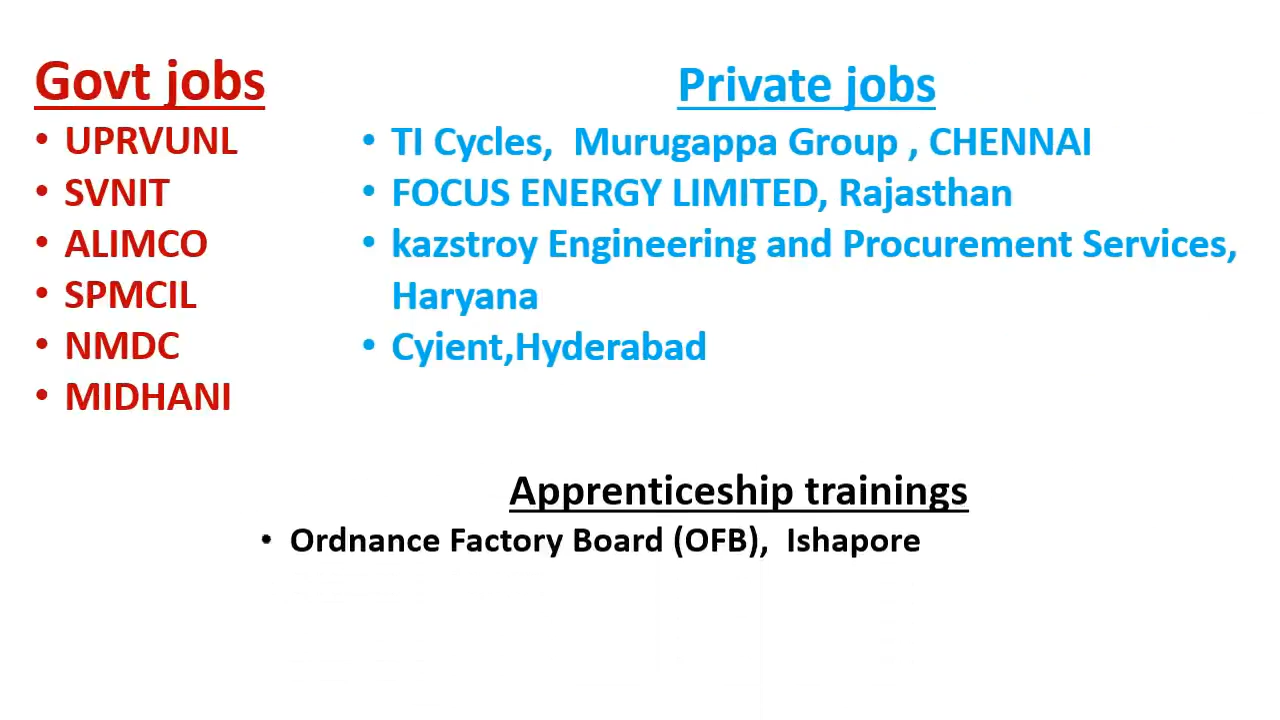 Govt jobs
• UPRVUNL
• SVNIT
• ALIMCO
• SPMCIL
• NMDC
• MIDHANI
Private jobs
• TI Cycles,  Murugappa Group , CHENNAI
• FOCUS ENERGY LIMITED, Rajasthan
• kazstroy Engineering and Procurement Services,
Haryana
• Cyient,Hyderabad
Apprenticeship trainings
• Ordnance Factory Board (OFB),  Ishapore